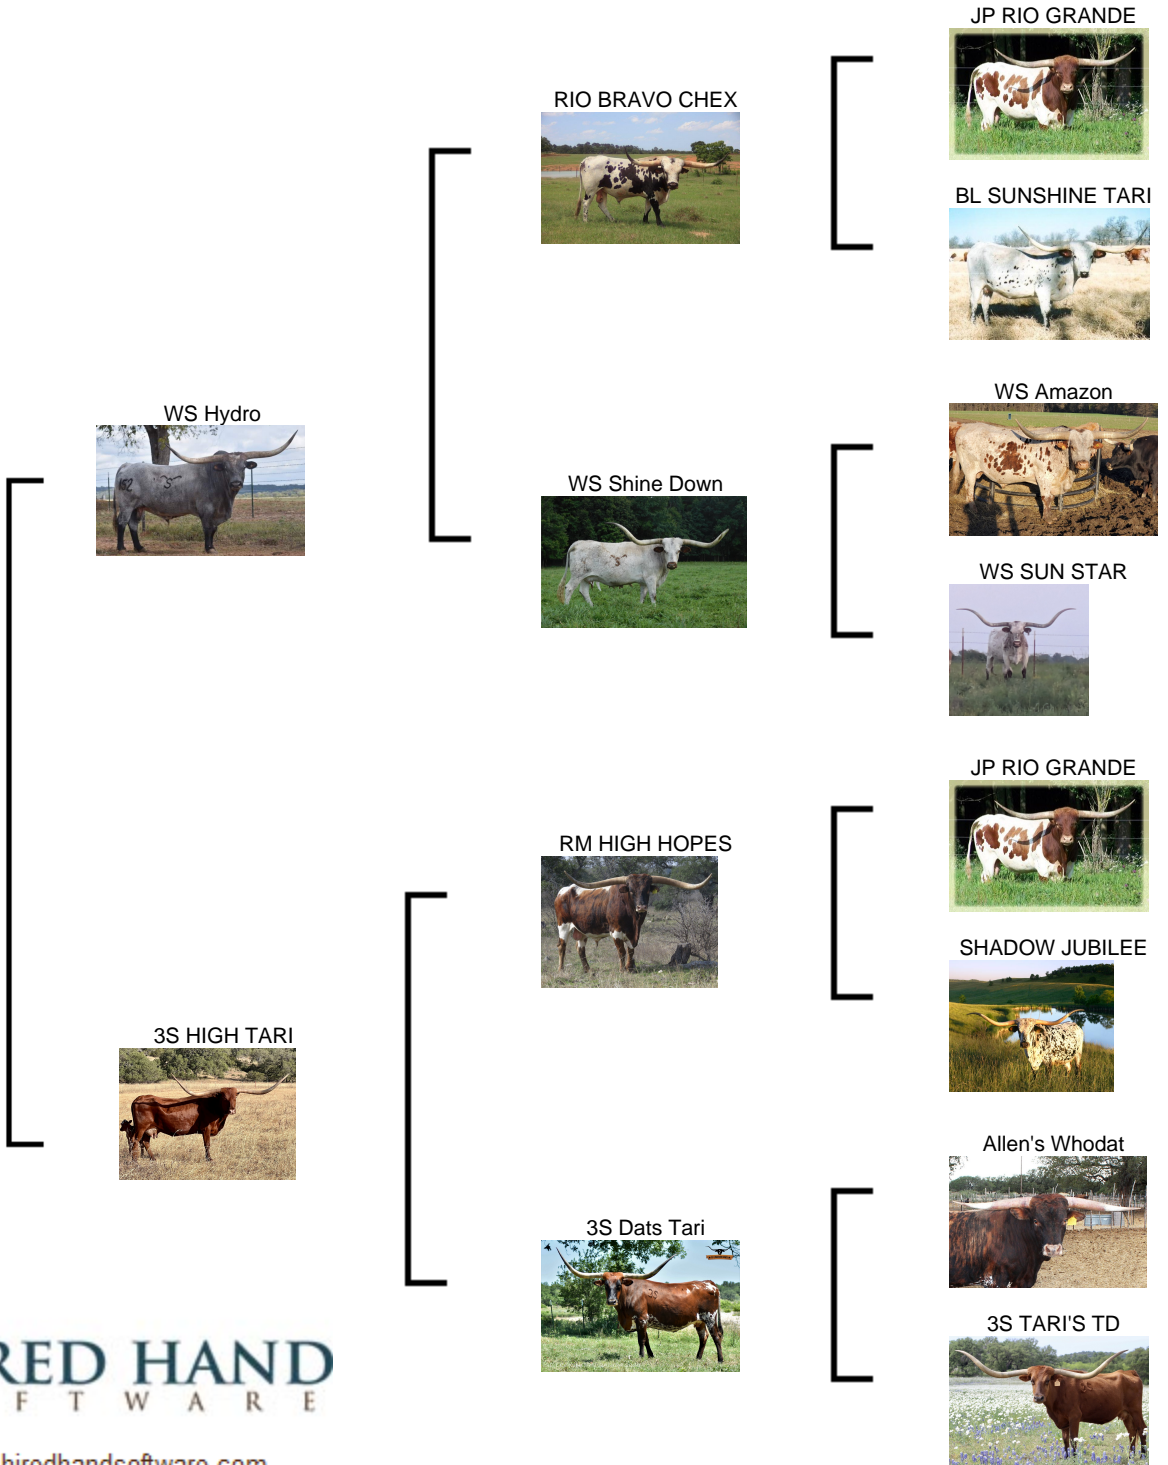 JP RIO GRANDE
RIO BRAVO CHEX
BL SUNSHINE TARI
WS Amazon
WS Hydro
WS Shine Down
WS SUN STAR
JP RIO GRANDE
RM HIGH HOPES
SHADOW JUBILEE
3S HIGH TARI
Allen's Whodat
3S Dats Tari
3S TARI'S TD
RED HAND
F T W A R E
hiredhandsoftware.com